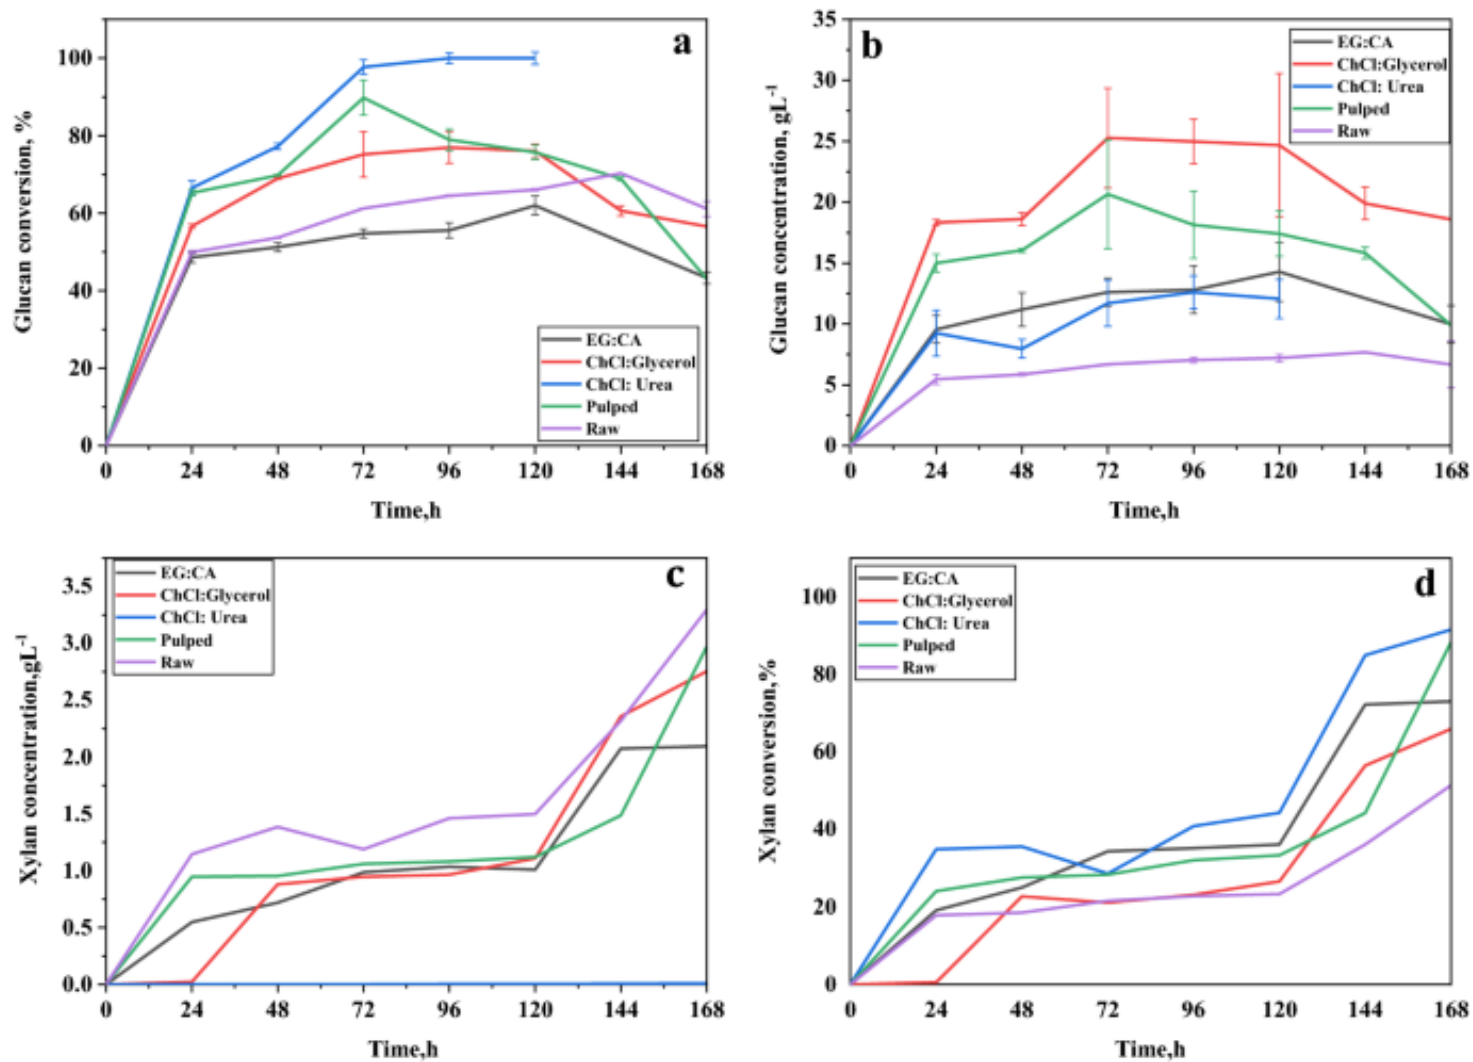 a
Glucan conversion, %
100
80
60
40
20
0
EG:CA
ChCl:Glycerol
ChCl: Urea
Pulped
Raw
0 24 48 72 96 120 144 168
Time,h
b
Glucan concentration, gL⁻¹
35
30
25
20
15
10
5
0
EG:CA
ChCl:Glycerol
ChCl: Urea
Pulped
Raw
0 24 48 72 96 120 144 168
Time,h
c
Xylan concentration,gL⁻¹
3.5
3.0
2.5
2.0
1.5
1.0
0.5
0.0
EG:CA
ChCl:Glycerol
ChCl: Urea
Pulped
Raw
0 24 48 72 96 120 144 168
Time,h
d
Xylan conversion,%
100
80
60
40
20
0
EG:CA
ChCl:Glycerol
ChCl: Urea
Pulped
Raw
0 24 48 72 96 120 144 168
Time,h